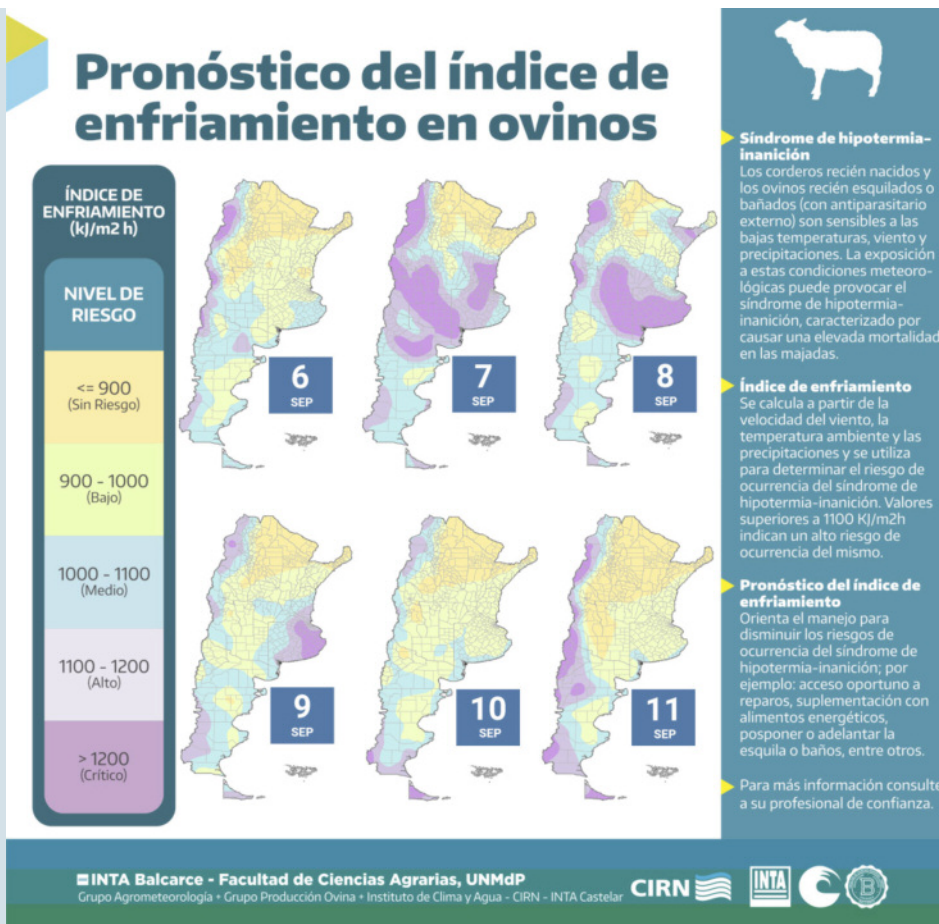 Pronóstico del índice de
enfriamiento en ovinos
ÍNDICE DE
ENFRIAMIENTO
(kJ/m2 h)
NIVEL DE
RIESGO
<= 900
(Sin Riesgo)
900 - 1000
(Bajo)
1000 - 1100
(Medio)
1100 - 1200
(Alto)
> 1200
(Crítico)
6
SEP
7
SEP
8
SEP
9
SEP
10
SEP
11
SEP
Síndrome de hipotermia-
inanición
Los corderos recién nacidos y
los ovinos recién esquilados o
bañados (con antiparasitario
externo) son sensibles a las
bajas temperaturas, viento y
precipitaciones. La exposición
a estas condiciones meteoro-
lógicas puede provocar el
síndrome de hipotermia-
inanición, caracterizado por
causar una elevada mortalidad
en las majadas.
Índice de enfriamiento
Se calcula a partir de la
velocidad del viento, la
temperatura ambiente y las
precipitaciones y se utiliza
para determinar el riesgo de
ocurrencia del síndrome de
hipotermia-inanición. Valores
superiores a 1100 KJ/m2h
indican un alto riesgo de
ocurrencia del mismo.
Pronóstico del índice de
enfriamiento
Orienta el manejo para
disminuir los riesgos de
ocurrencia del síndrome de
hipotermia-inanición; por
ejemplo: acceso oportuno a
reparos, suplementación con
alimentos energéticos,
posponer o adelantar la
esquila o baños, entre otros.
Para más información consulte
a su profesional de confianza.
INTA Balcarce - Facultad de Ciencias Agrarias, UNMdP
Grupo Agrometeorología + Grupo Producción Ovina + Instituto de Clima y Agua - CIRN - INTA Castelar
CIRN
INTA
B